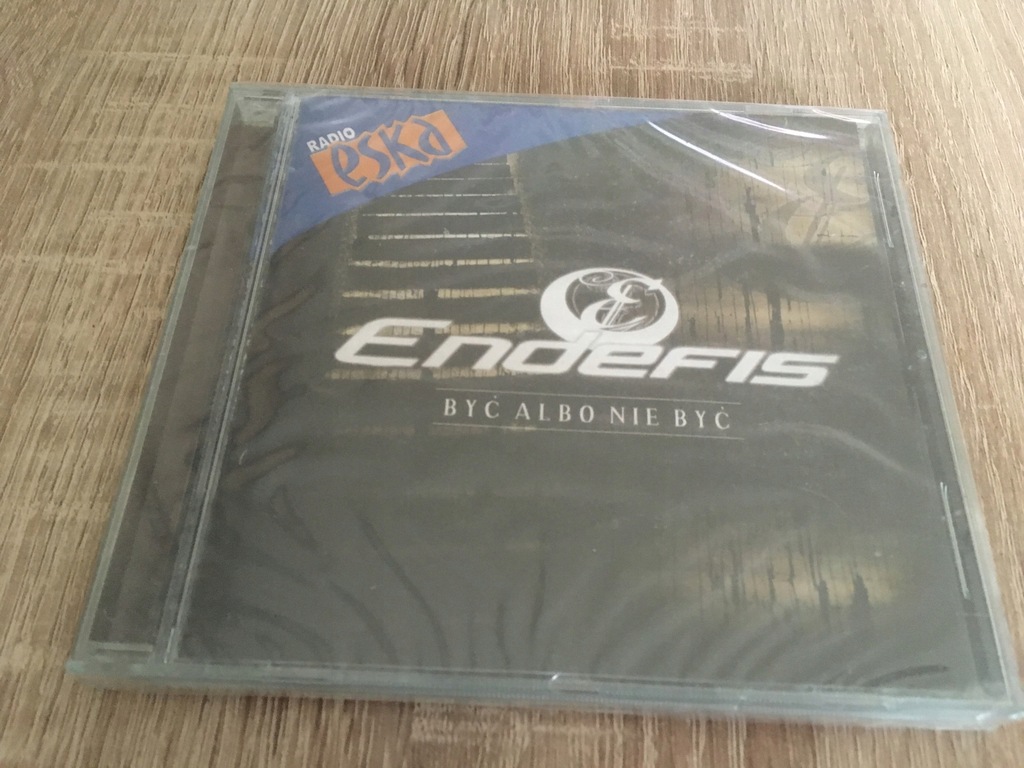 RADIO
eska
ENDEFIS
BYĆ ALBO NIE BYĆ